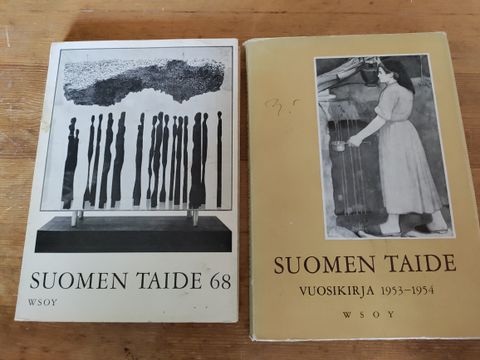 SUOMEN TAIDE 68
WSOY
SUOMEN TAIDE
VUOSIKIRJA 1953–1954
WSOY